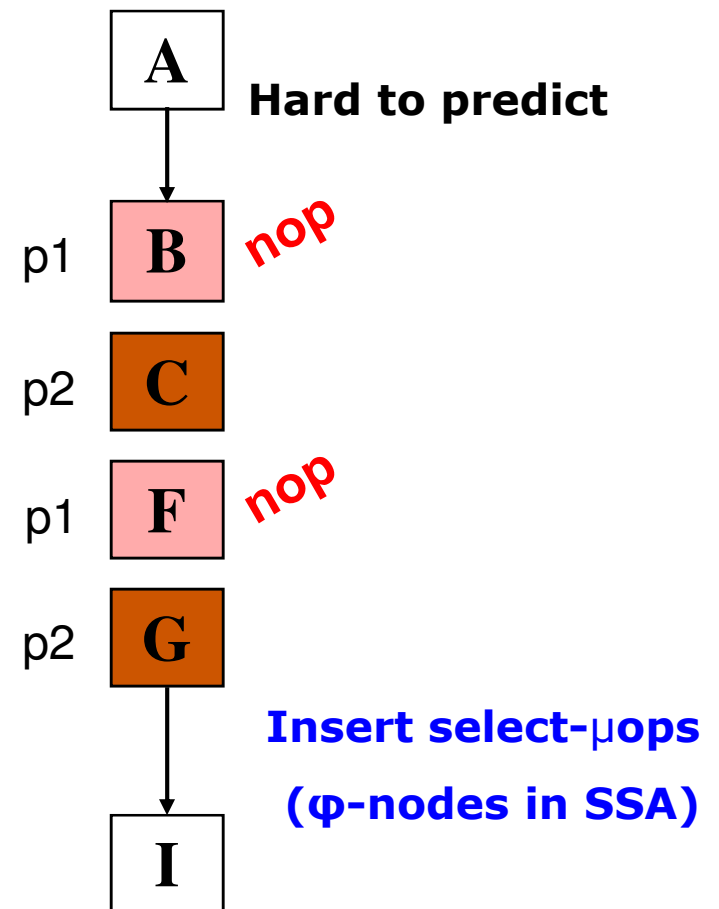 A
Hard to predict
p1 B nop
p2 C
p1 F nop
p2 G
Insert select-µops
(φ-nodes in SSA)
I